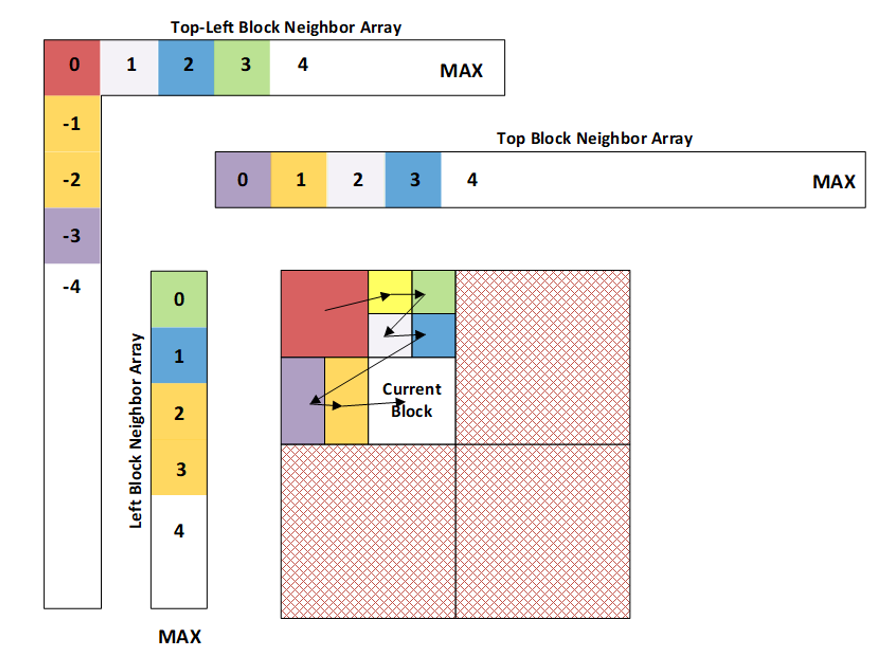 Top-Left Block Neighbor Array
0 1 2 3 4 MAX
-1
-2
-3
-4
Top Block Neighbor Array
0 1 2 3 4 MAX
Left Block Neighbor Array
0
1
2
3
4
MAX
Current
Block